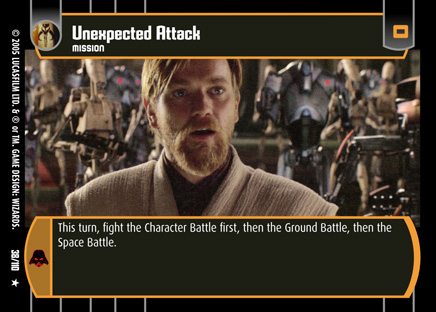 Unexpected Attack
MISSION
0
This turn, fight the Character Battle first, then the Ground Battle, then the
Space Battle.
© 2005 LUCASFILM LTD. & ® or TM. GAME DESIGN: WIZARDS.
38/110